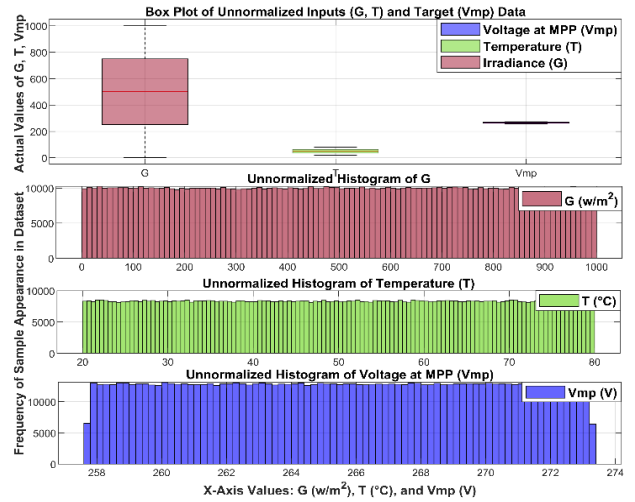 Box Plot of Unnormalized Inputs (G, T) and Target (Vmp) Data
Actual Values of G, T, Vmp
1000
800
600
400
200
0
Voltage at MPP (Vmp)
Temperature (T)
Irradiance (G)
G
T
Vmp
Frequency of Sample Appearance in Dataset
Unnormalized Histogram of G
10000
5000
0
G (w/m²)
0 100 200 300 400 500 600 700 800 900 1000
Unnormalized Histogram of Temperature (T)
10000
5000
0
T (°C)
20 30 40 50 60 70 80
Unnormalized Histogram of Voltage at MPP (Vmp)
10000
5000
0
Vmp (V)
258 260 262 264 266 268 270 272 274
X-Axis Values: G (w/m²), T (°C), and Vmp (V)